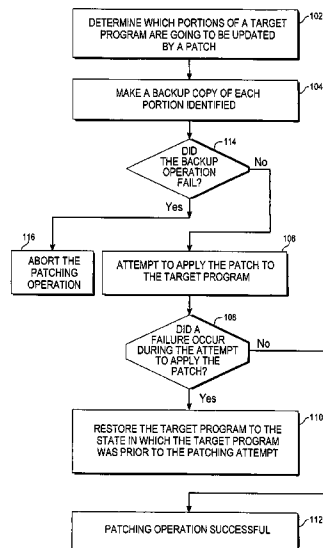 DETERMINE WHICH PORTIONS OF A TARGET
PROGRAM ARE GOING TO BE UPDATED
BY A PATCH
102
MAKE A BACKUP COPY OF EACH
PORTION IDENTIFIED
104
DID
THE BACKUP
OPERATION
FAIL?
114
No
Yes
116
ABORT THE
PATCHING
OPERATION
106
ATTEMPT TO APPLY THE PATCH TO
THE TARGET PROGRAM
108
DID A
FAILURE OCCUR
DURING THE ATTEMPT
TO APPLY THE
PATCH?
No
Yes
RESTORE THE TARGET PROGRAM TO THE
STATE IN WHICH THE TARGET PROGRAM
WAS PRIOR TO THE PATCHING ATTEMPT
110
PATCHING OPERATION SUCCESSFUL
112